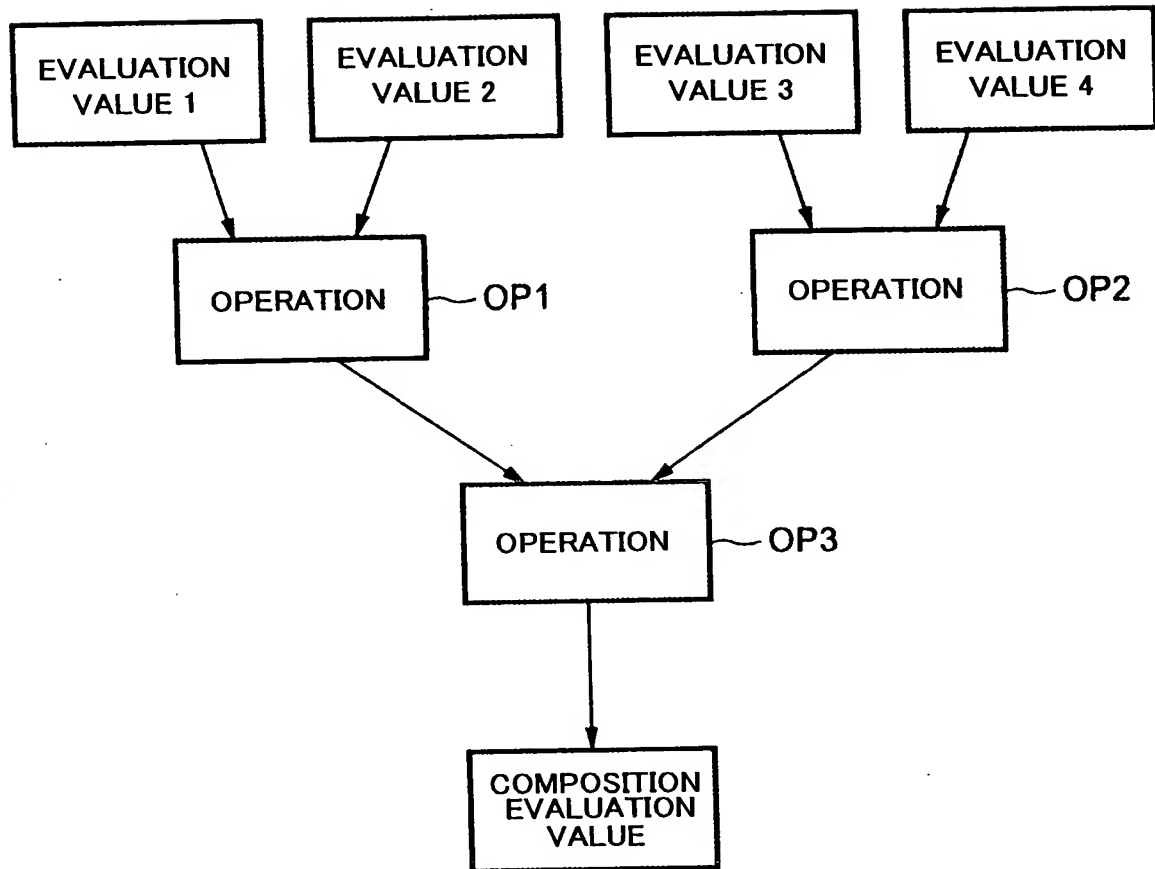 EVALUATION
VALUE 1
EVALUATION
VALUE 2
EVALUATION
VALUE 3
EVALUATION
VALUE 4
OPERATION
OP1
OPERATION
OP2
OPERATION
OP3
COMPOSITION
EVALUATION
VALUE